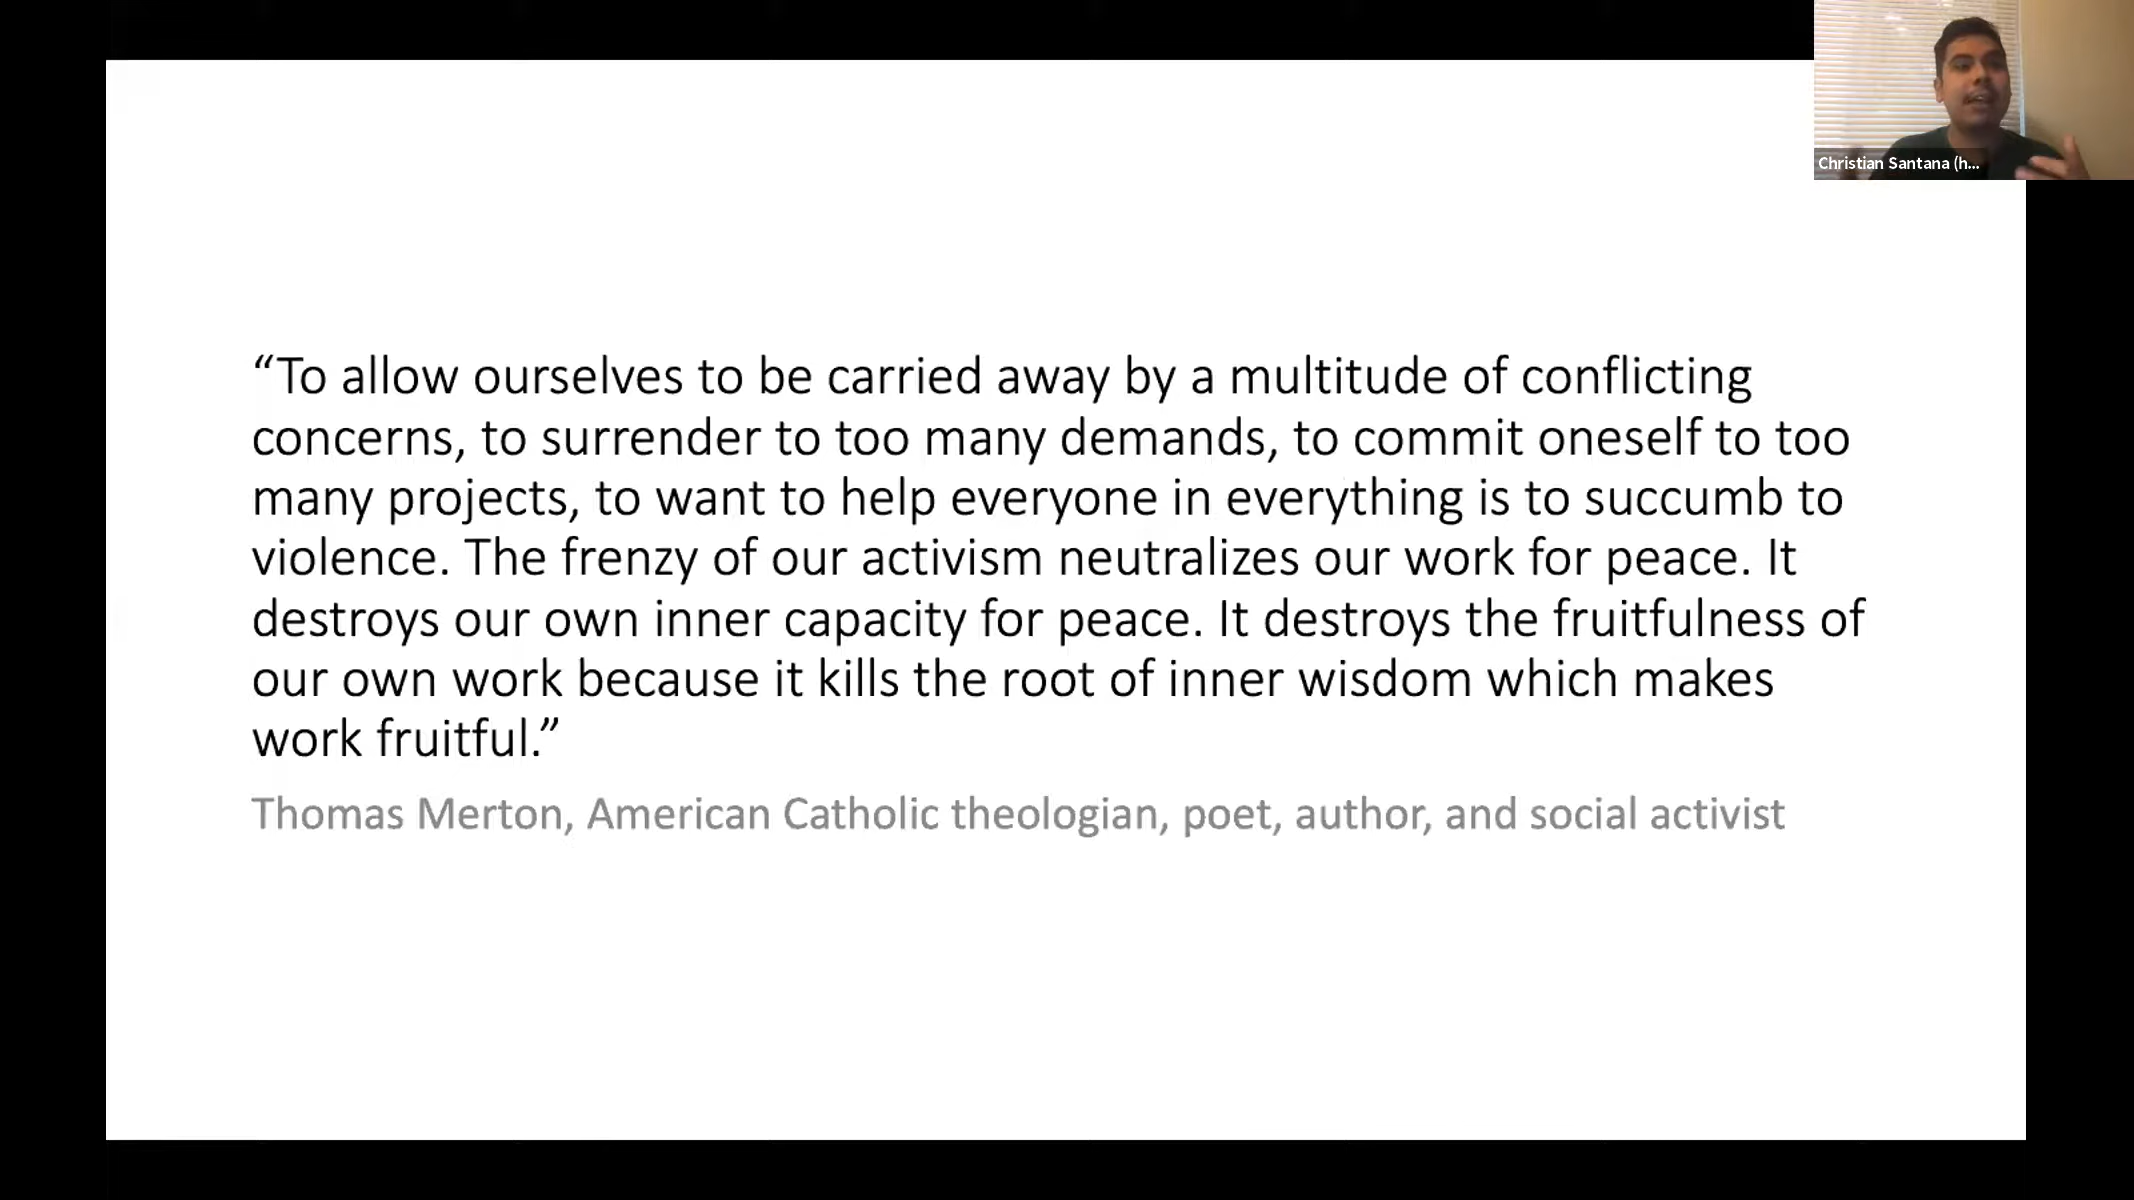 Christian Santana (h...
“To allow ourselves to be carried away by a multitude of conflicting
concerns, to surrender to too many demands, to commit oneself to too
many projects, to want to help everyone in everything is to succumb to
violence. The frenzy of our activism neutralizes our work for peace. It
destroys our own inner capacity for peace. It destroys the fruitfulness of
our own work because it kills the root of inner wisdom which makes
work fruitful.”
Thomas Merton, American Catholic theologian, poet, author, and social activist